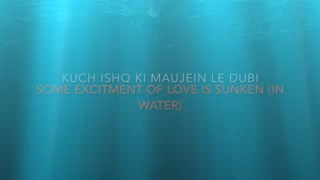 KUCH ISHQ KI MAUJEIN LE DUBI
SOME EXCITMENT OF LOVE IS SUNKEN (IN
WATER)